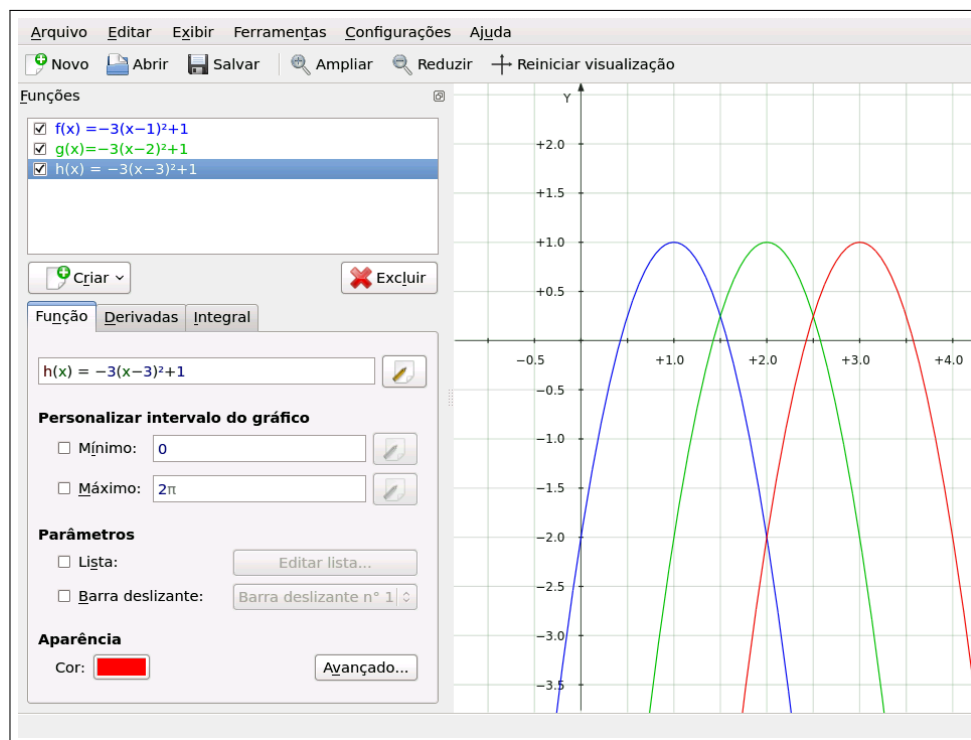 Arquivo Editar Exibir Ferramentas Configurações Ajuda
Novo Abrir Salvar Ampliar Reduzir Reiniciar visualização
Funções
f(x) =−3(x−1)²+1
g(x)=−3(x−2)²+1
h(x) = −3(x−3)²+1
Criar Excluir
Função Derivadas Integral
h(x) = −3(x−3)²+1
Personalizar intervalo do gráfico
Mínimo: 0
Máximo: 2π
Parâmetros
Lista: Editar lista...
Barra deslizante: Barra deslizante n° 1
Aparência
Cor: Avançado...
Y
+2.0
+1.5
+1.0
+0.5
−0.5 +1.0 +2.0 +3.0 +4.0
−0.5
−1.0
−1.5
−2.0
−2.5
−3.0
−3.5